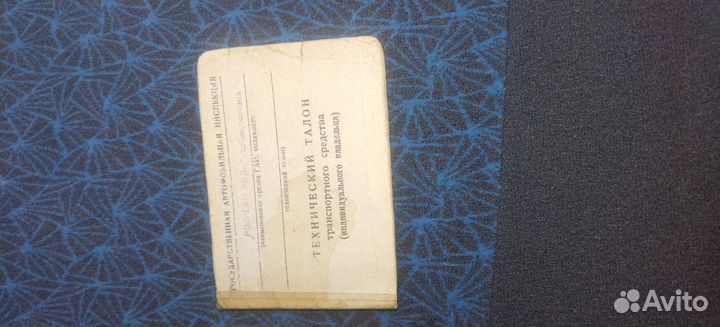 ГОСУДАРСТВЕННАЯ АВТОМОБИЛЬНАЯ ИНСПЕКЦИЯ
(наименование органа ГАИ, выдавшего
технический талон)
ТЕХНИЧЕСКИЙ ТАЛОН
транспортного средства
(индивидуального владельца)
Avito